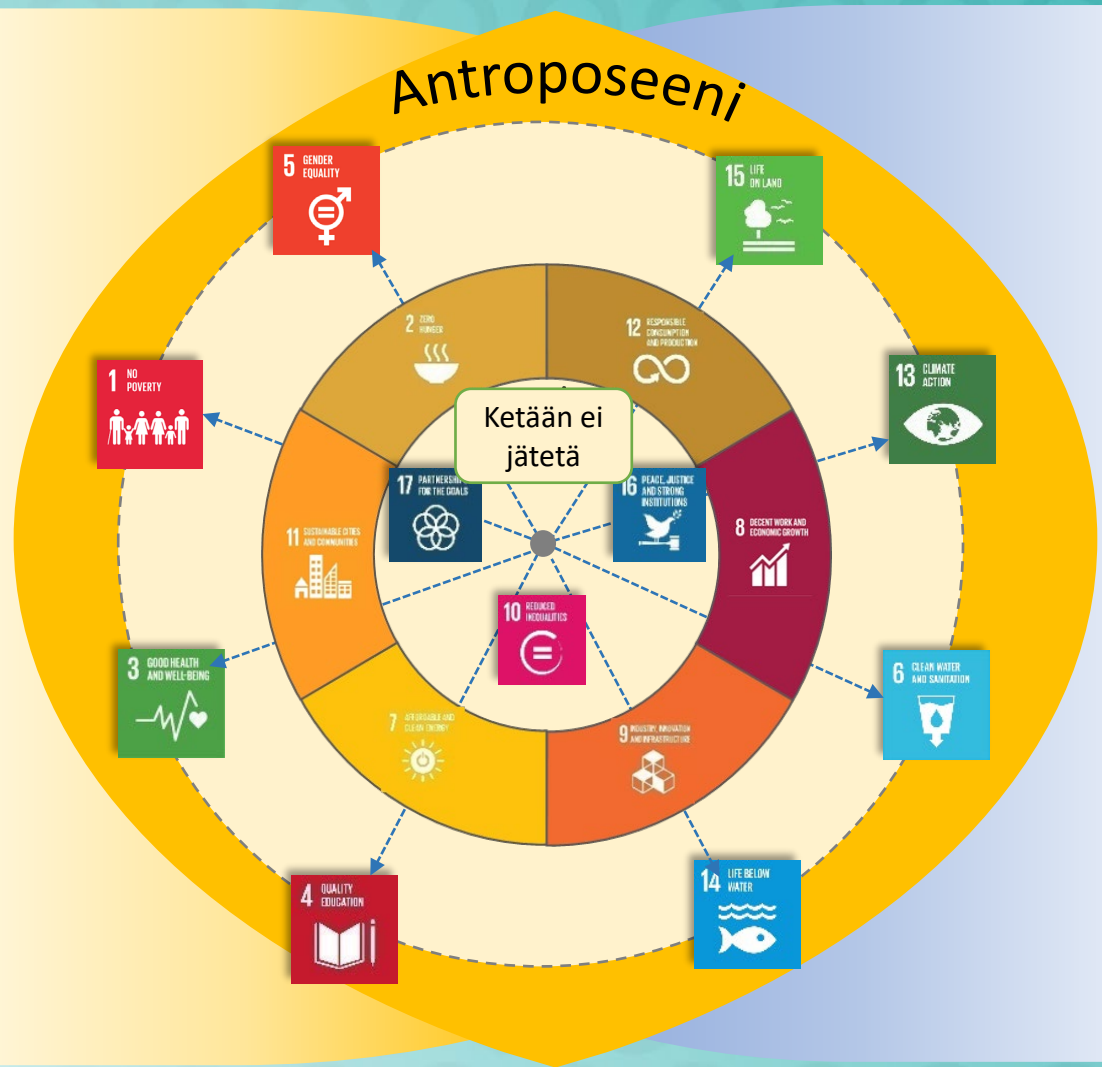 Antroposeeni
5 GENDER
EQUALITY
15 LIFE
ON LAND
2 ZERO
HUNGER
12 RESPONSIBLE
CONSUMPTION
AND PRODUCTION
1 NO
POVERTY
13 CLIMATE
ACTION
Ketään ei
jätetä
17 PARTNERSHIP
FOR THE GOALS
16 PEACE, JUSTICE
AND STRONG
INSTITUTIONS
11 SUSTAINABLE CITIES
AND COMMUNITIES
8 DECENT WORK AND
ECONOMIC GROWTH
10 REDUCED
INEQUALITIES
3 GOOD HEALTH
AND WELL-BEING
6 CLEAN WATER
AND SANITATION
7 AFFORDABLE AND
CLEAN ENERGY
9 INDUSTRY, INNOVATION
AND INFRASTRUCTURE
4 QUALITY
EDUCATION
14 LIFE BELOW
WATER